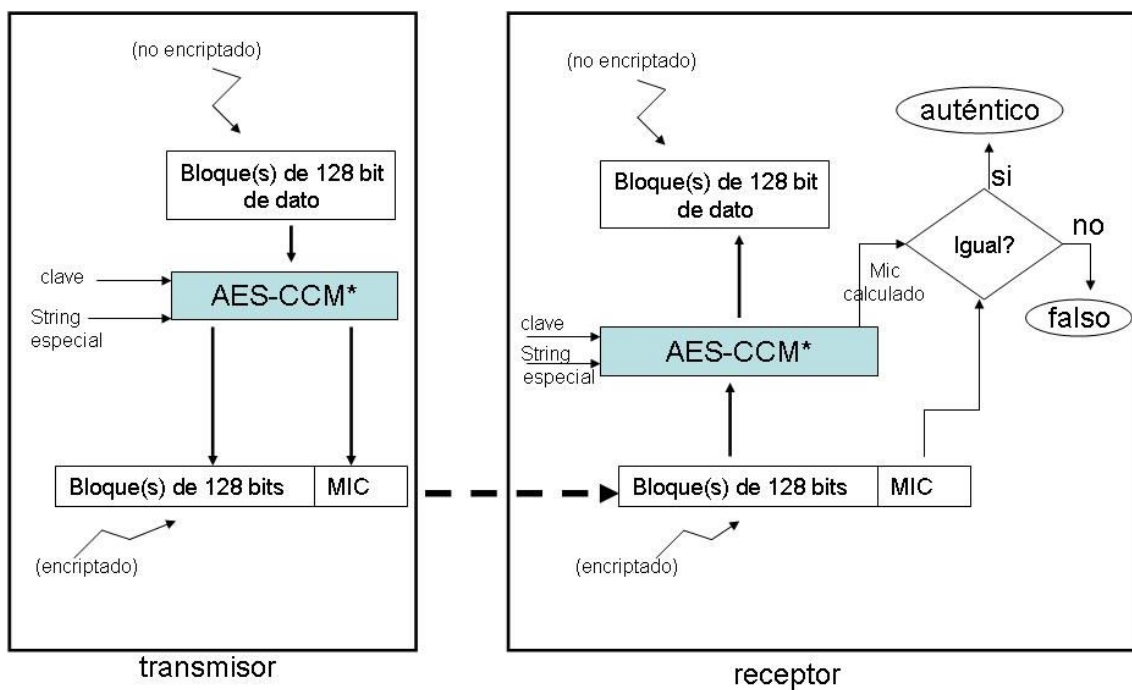 (no encriptado)
Bloque(s) de 128 bit
de dato
clave
String
especial
AES-CCM*
Bloque(s) de 128 bits
MIC
(encriptado)
transmisor
(no encriptado)
Bloque(s) de 128 bit
de dato
auténtico
si
Igual?
no
falso
Mic
calculado
clave
String
especial
AES-CCM*
Bloque(s) de 128 bits
MIC
(encriptado)
receptor